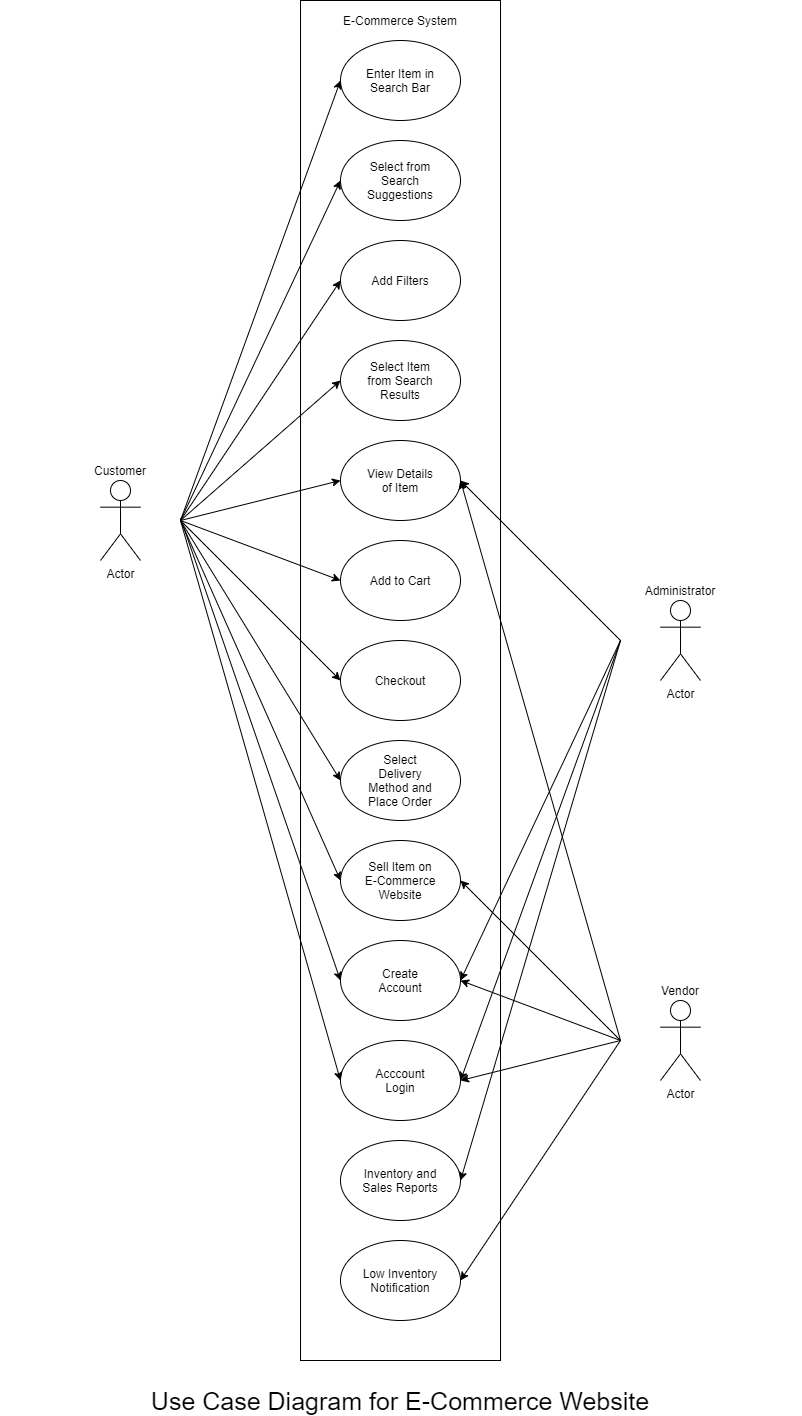 E-Commerce System
Enter Item in
Search Bar
Select from
Search
Suggestions
Add Filters
Select Item
from Search
Results
Customer
Actor
View Details
of Item
Add to Cart
Administrator
Actor
Checkout
Select
Delivery
Method and
Place Order
Sell Item on
E-Commerce
Website
Create
Account
Vendor
Actor
Acccount
Login
Inventory and
Sales Reports
Low Inventory
Notification
Use Case Diagram for E-Commerce Website